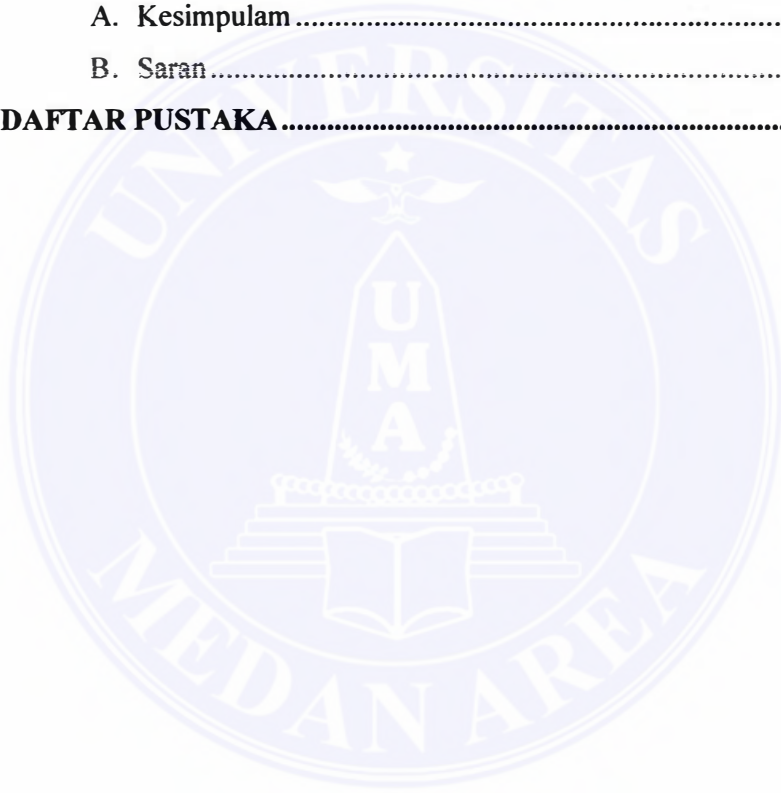 A. Kesimpulam ..........................................................................
B. Saran ..........................................................................
DAFTAR PUSTAKA ..........................................................................
UNIVERSITAS
U
M
A
MEDAN AREA